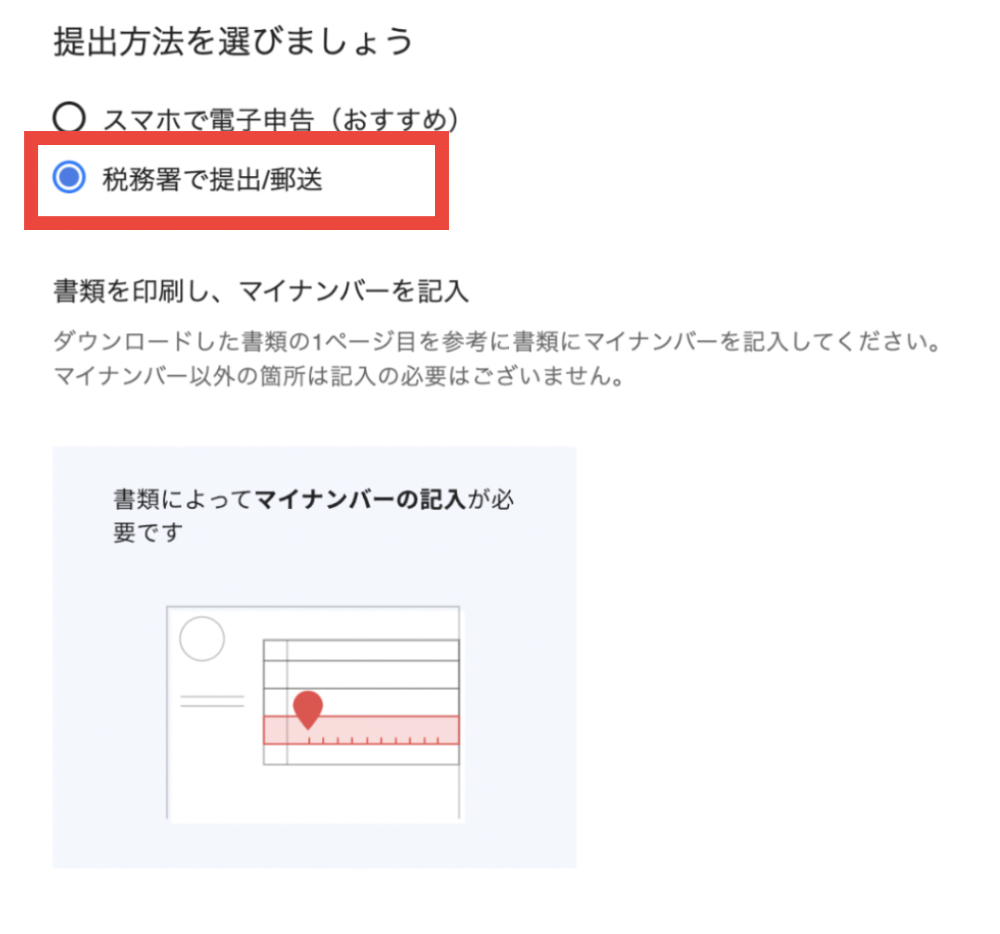 提出方法を選びましょう
スマホで電子申告（おすすめ）
税務署で提出/郵送
書類を印刷し、マイナンバーを記入
ダウンロードした書類の1ページ目を参考に書類にマイナンバーを記入してください。
マイナンバー以外の箇所は記入の必要はございません。
書類によってマイナンバーの記入が必
要です